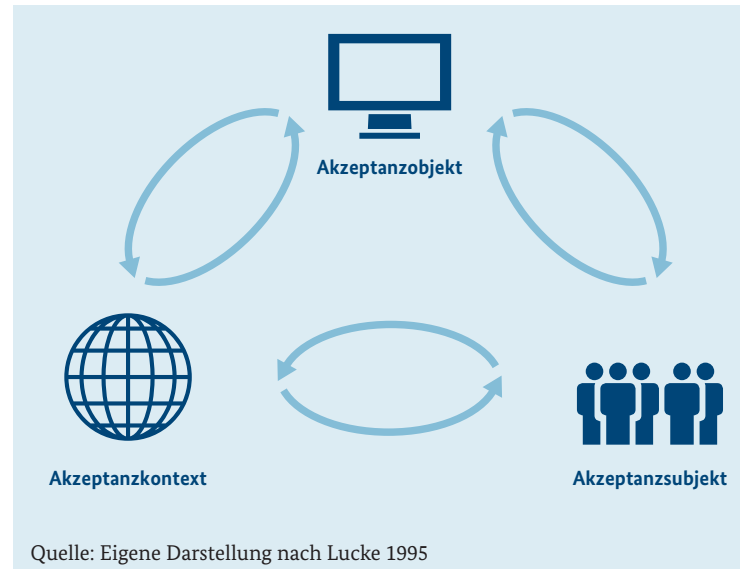 Akzeptanzobjekt
Akzeptanzkontext
Akzeptanzsubjekt
Quelle: Eigene Darstellung nach Lucke 1995